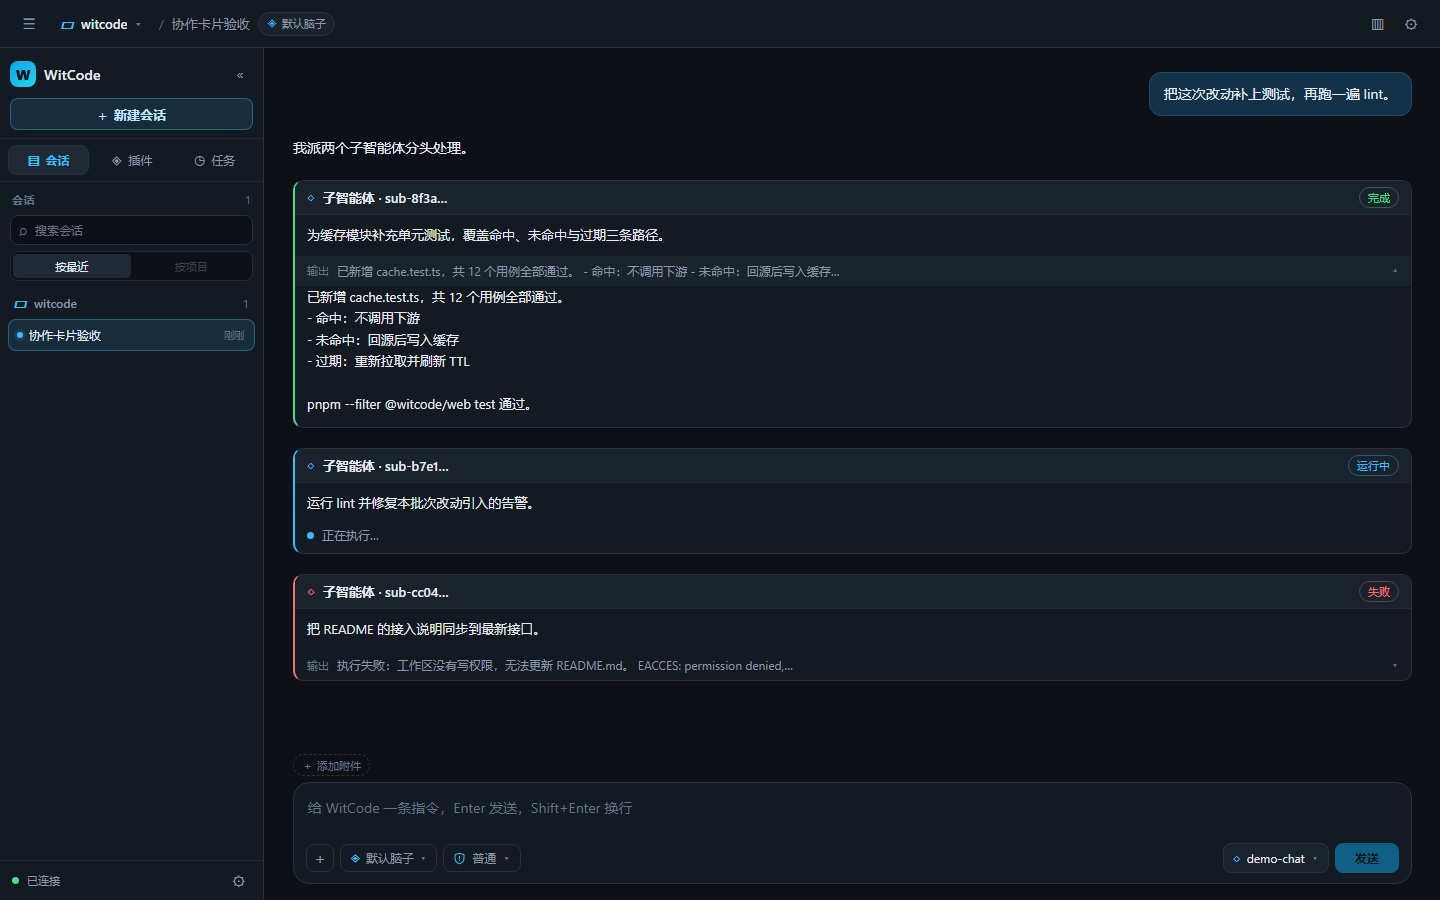 witcode
/ 协作卡片验收
默认脑子
W WitCode
«
+ 新建会话
会话
插件
任务
会话 1
搜索会话
按最近
按项目
witcode 1
协作卡片验收 刚刚
已连接
把这次改动补上测试，再跑一遍 lint。
我派两个子智能体分头处理。
子智能体 · sub-8f3a... 完成
为缓存模块补充单元测试，覆盖命中、未命中与过期三条路径。
输出 已新增 cache.test.ts，共 12 个用例全部通过。 - 命中：不调用下游 - 未命中：回源后写入缓存...
已新增 cache.test.ts，共 12 个用例全部通过。
- 命中：不调用下游
- 未命中：回源后写入缓存
- 过期：重新拉取并刷新 TTL
pnpm --filter @witcode/web test 通过。
子智能体 · sub-b7e1... 运行中
运行 lint 并修复本批次改动引入的告警。
正在执行...
子智能体 · sub-cc04... 失败
把 README 的接入说明同步到最新接口。
输出 执行失败：工作区没有写权限，无法更新 README.md。 EACCES: permission denied,...
+ 添加附件
给 WitCode 一条指令，Enter 发送，Shift+Enter 换行
+
默认脑子
普通
demo-chat
发送